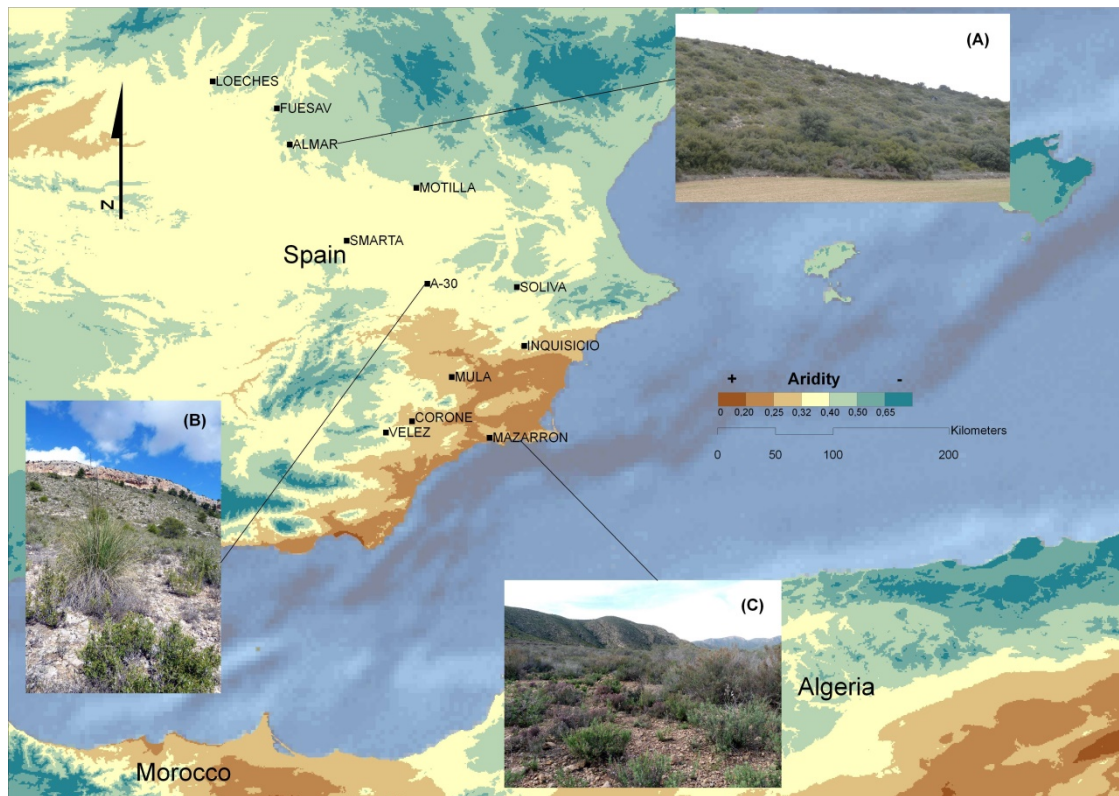 (A)
LOECHES
FUESAV
ALMAR
MOTILLA
N
SMARTA
Spain
A-30
SOLIVA
INQUISICIO
MULA
+ Aridity -
0 0.20 0.25 0.32 0.40 0.50 0.65
Kilometers
0 50 100 200
CORONE
VELEZ
MAZARRON
(B)
(C)
Algeria
Morocco